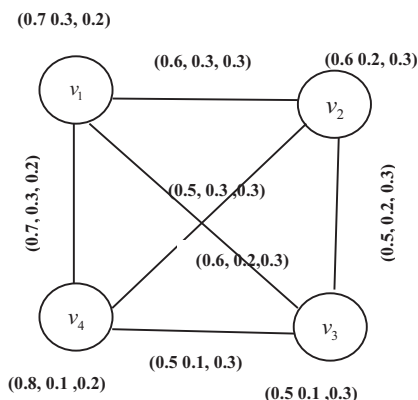 (0.7 0.3, 0.2)
(0.6, 0.3, 0.3)
(0.6 0.2, 0.3)
v₁
v₂
(0.7, 0.3, 0.2)
(0.5, 0.3 ,0.3)
(0.5, 0.2, 0.3)
(0.6, 0.2,0.3)
v₄
v₃
(0.5 0.1, 0.3)
(0.8, 0.1 ,0.2)
(0.5 0.1 ,0.3)